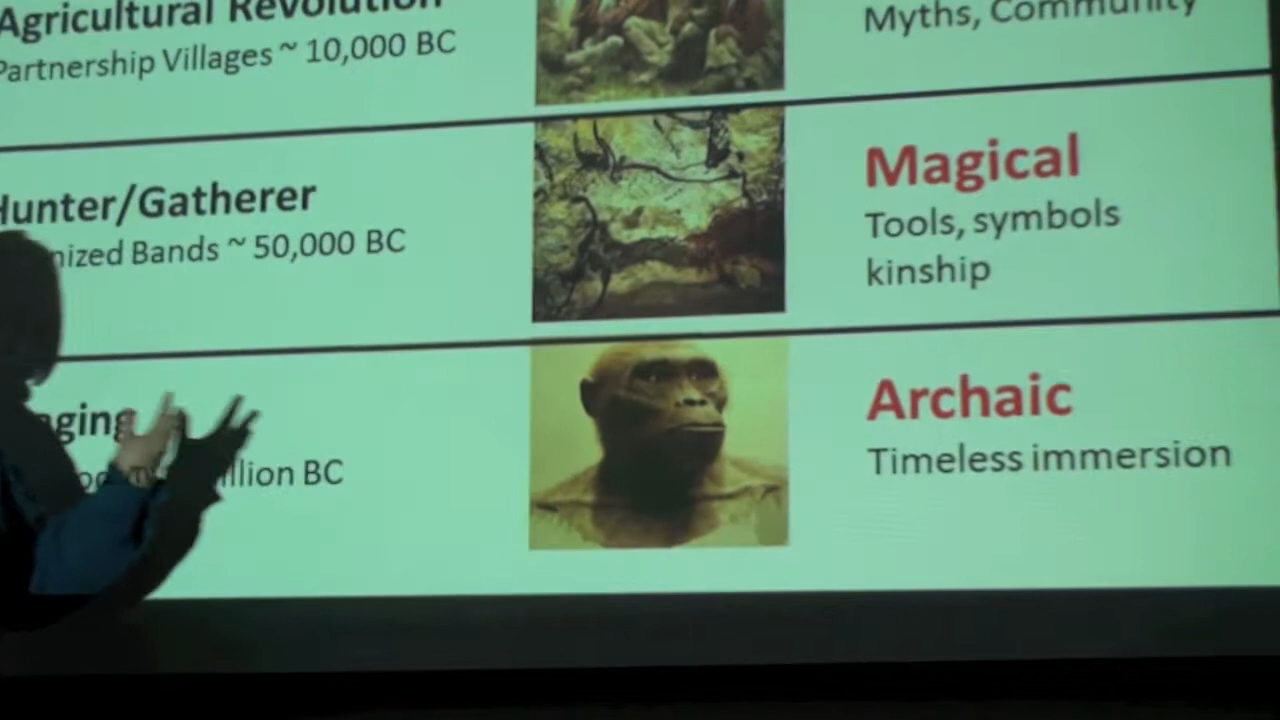 Agricultural Revolution
Partnership Villages ~ 10,000 BC
Myths, Community
Hunter/Gatherer
~ 50,000 BC
Bands
Magical
Tools, symbols
kinship
BC
Archaic
Timeless immersion